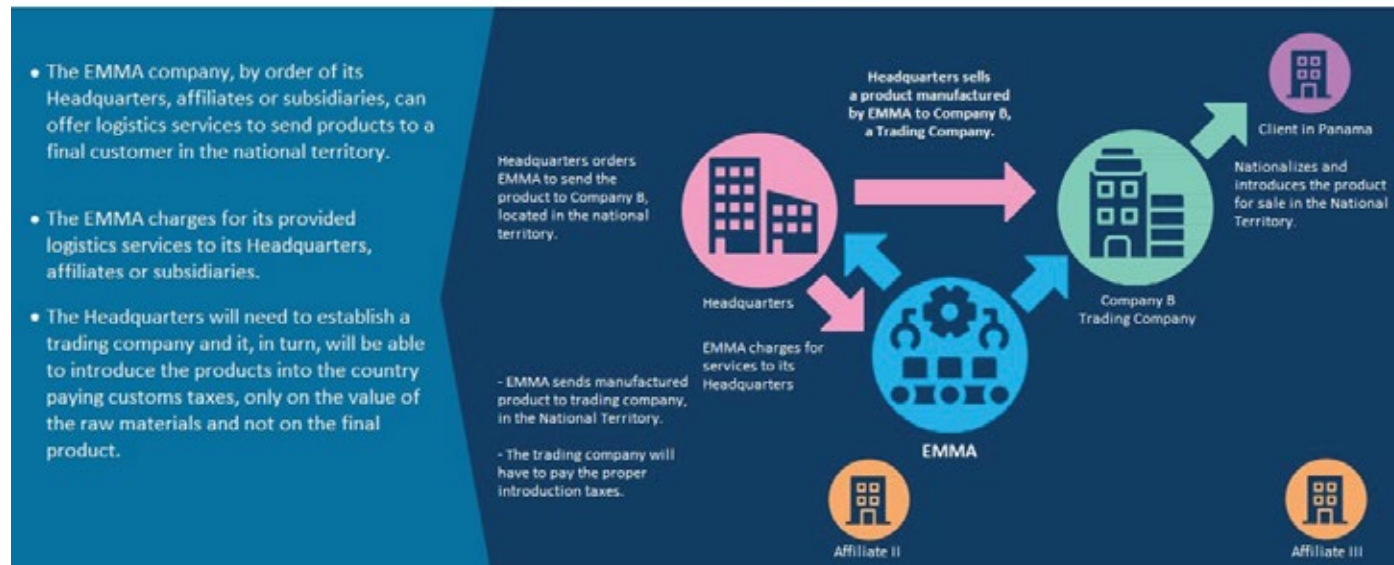 • The EMMA company, by order of its
Headquarters, affiliates or subsidiaries, can
offer logistics services to send products to a
final customer in the national territory.
• The EMMA charges for its provided
logistics services to its Headquarters,
affiliates or subsidiaries.
• The Headquarters will need to establish a
trading company and it, in turn, will be able
to introduce the products into the country
paying customs taxes, only on the value of
the raw materials and not on the final
product.
Headquarters orders
EMMA to send the
product to Company B,
located in the national
territory.
Headquarters sells
a product manufactured
by EMMA to Company B,
a Trading Company.
Client in Panama
Nationalizes and
introduces the product
for sale in the National
Territory.
Headquarters
Company B
Trading Company
EMMA charges for
services to its
Headquarters
- EMMA sends manufactured
product to trading company,
in the National Territory.
- The trading company will
have to pay the proper
introduction taxes.
EMMA
Affiliate II
Affiliate III